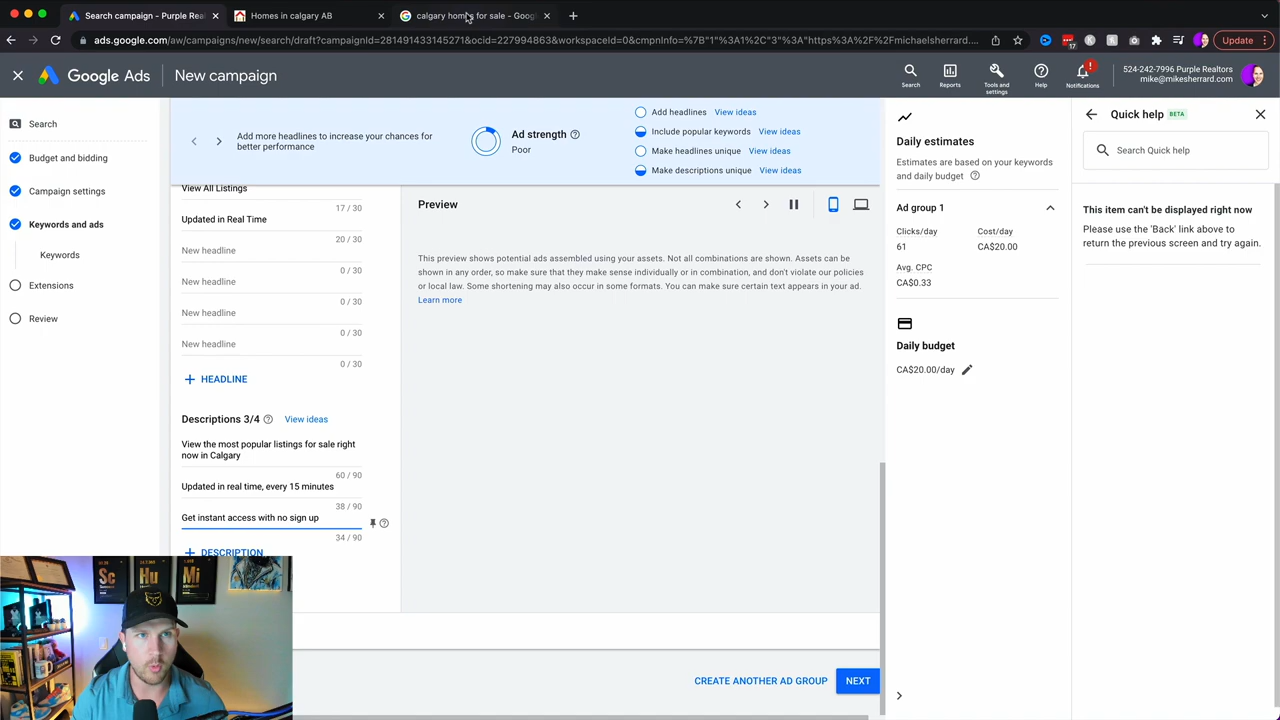 Search campaign - Purple Real
Homes in calgary AB
calgary homes for sale - Goog
ads.google.com/aw/campaigns/new/search/draft?campaignId=281491433145271&ocid=227994863&workspaceId=0&cmpnInfo=%7B"1"%3A1%2C"3"%3A"https%3A%2F%2Fmichaelsherrard....
17
Update
Google Ads
New campaign
Search
Reports
Tools and
settings
Help
!
Notifications
524-242-7996 Purple Realtors
mike@mikesherrard.com
Search
Budget and bidding
Campaign settings
Keywords and ads
Keywords
Extensions
Review
Add more headlines to increase your chances for
better performance
Ad strength
Poor
Add headlines View ideas
Include popular keywords View ideas
Make headlines unique View ideas
Make descriptions unique View ideas
View All Listings
17 / 30
Updated in Real Time
20 / 30
New headline
0 / 30
New headline
0 / 30
New headline
0 / 30
New headline
0 / 30
+ HEADLINE
Descriptions 3/4 View ideas
View the most popular listings for sale right
now in Calgary
60 / 90
Updated in real time, every 15 minutes
38 / 90
Get instant access with no sign up
34 / 90
+ DESCRIPTION
Preview
This preview shows potential ads assembled using your assets. Not all combinations are shown. Assets can be
shown in any order, so make sure that they make sense individually or in combination, and don't violate our policies
or local law. Some shortening may also occur in some formats. You can make sure certain text appears in your ad.
Learn more
CREATE ANOTHER AD GROUP
NEXT
Daily estimates
Estimates are based on your keywords
and daily budget
Ad group 1
Clicks/day Cost/day
61 CA$20.00
Avg. CPC
CA$0.33
Daily budget
CA$20.00/day
Quick help BETA
Search Quick help
This item can't be displayed right now
Please use the 'Back' link above to
return the previous screen and try again.
Sc
Hu
Mi